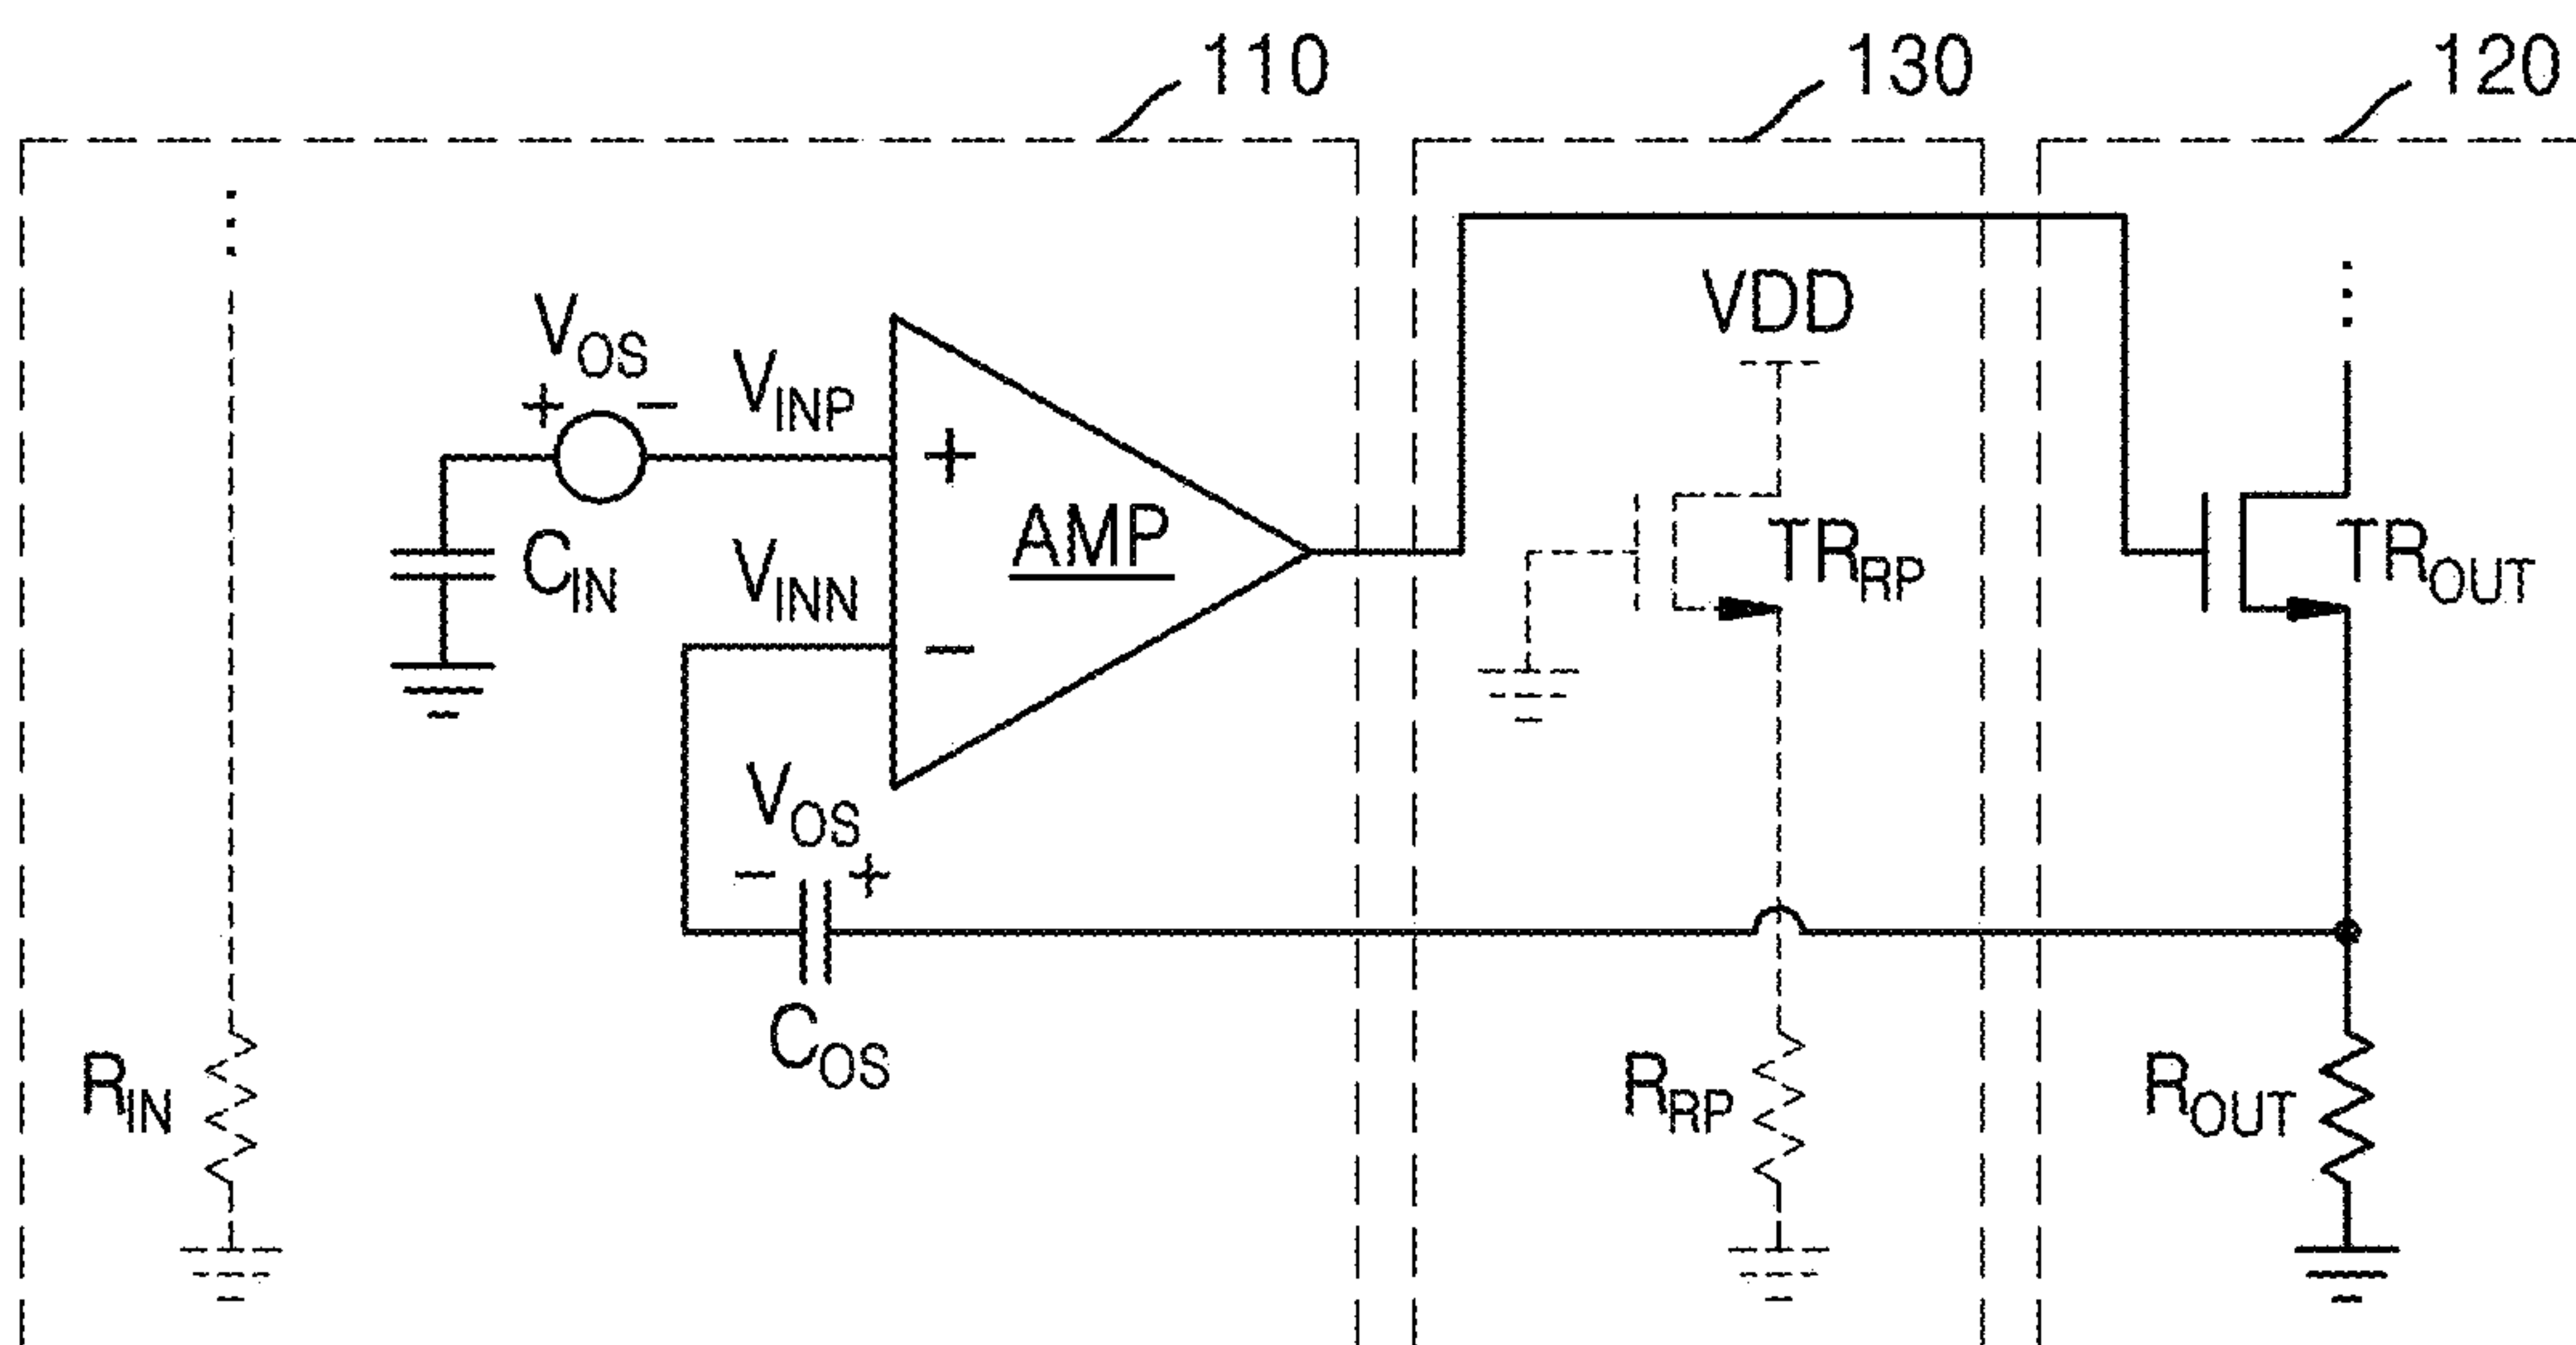 110
130
120
VOS
+ −
VINP
VDD
+
AMP
CIN
VINN
TRRP
TROUT
−
VOS
− +
COS
RIN
RRP
ROUT